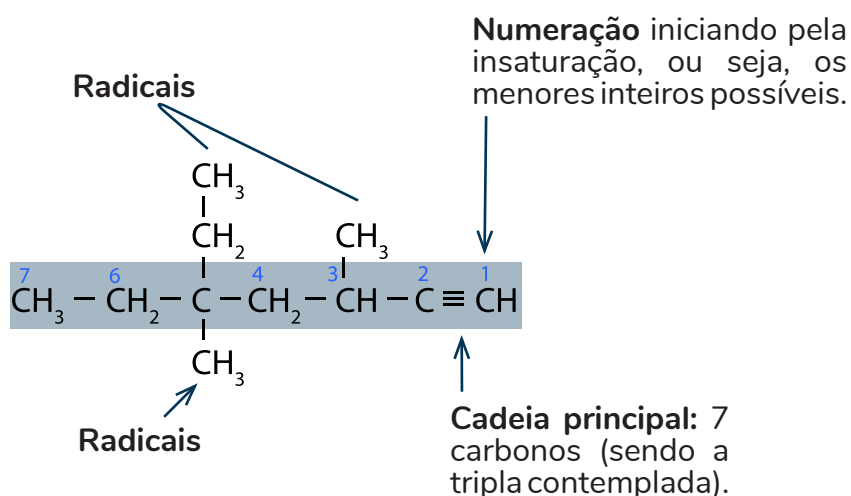 Numeração iniciando pela
insaturação, ou seja, os
menores inteiros possíveis.
Radicais
CH₃
CH₂ CH₃
7 6 4 3 2 1
CH₃ — CH₂ — C — CH₂ — CH — C ≡ CH
CH₃
Radicais
Cadeia principal: 7
carbonos (sendo a
tripla contemplada).